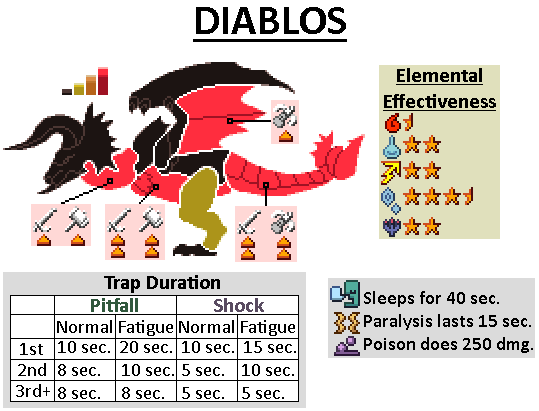 DIABLOS
Elemental
Effectiveness
Trap Duration
Pitfall Shock
Normal Fatigue Normal Fatigue
1st 10 sec. 20 sec. 10 sec. 15 sec.
2nd 8 sec. 10 sec. 5 sec. 10 sec.
3rd+ 8 sec. 8 sec. 5 sec. 5 sec.
Sleeps for 40 sec.
Paralysis lasts 15 sec.
Poison does 250 dmg.